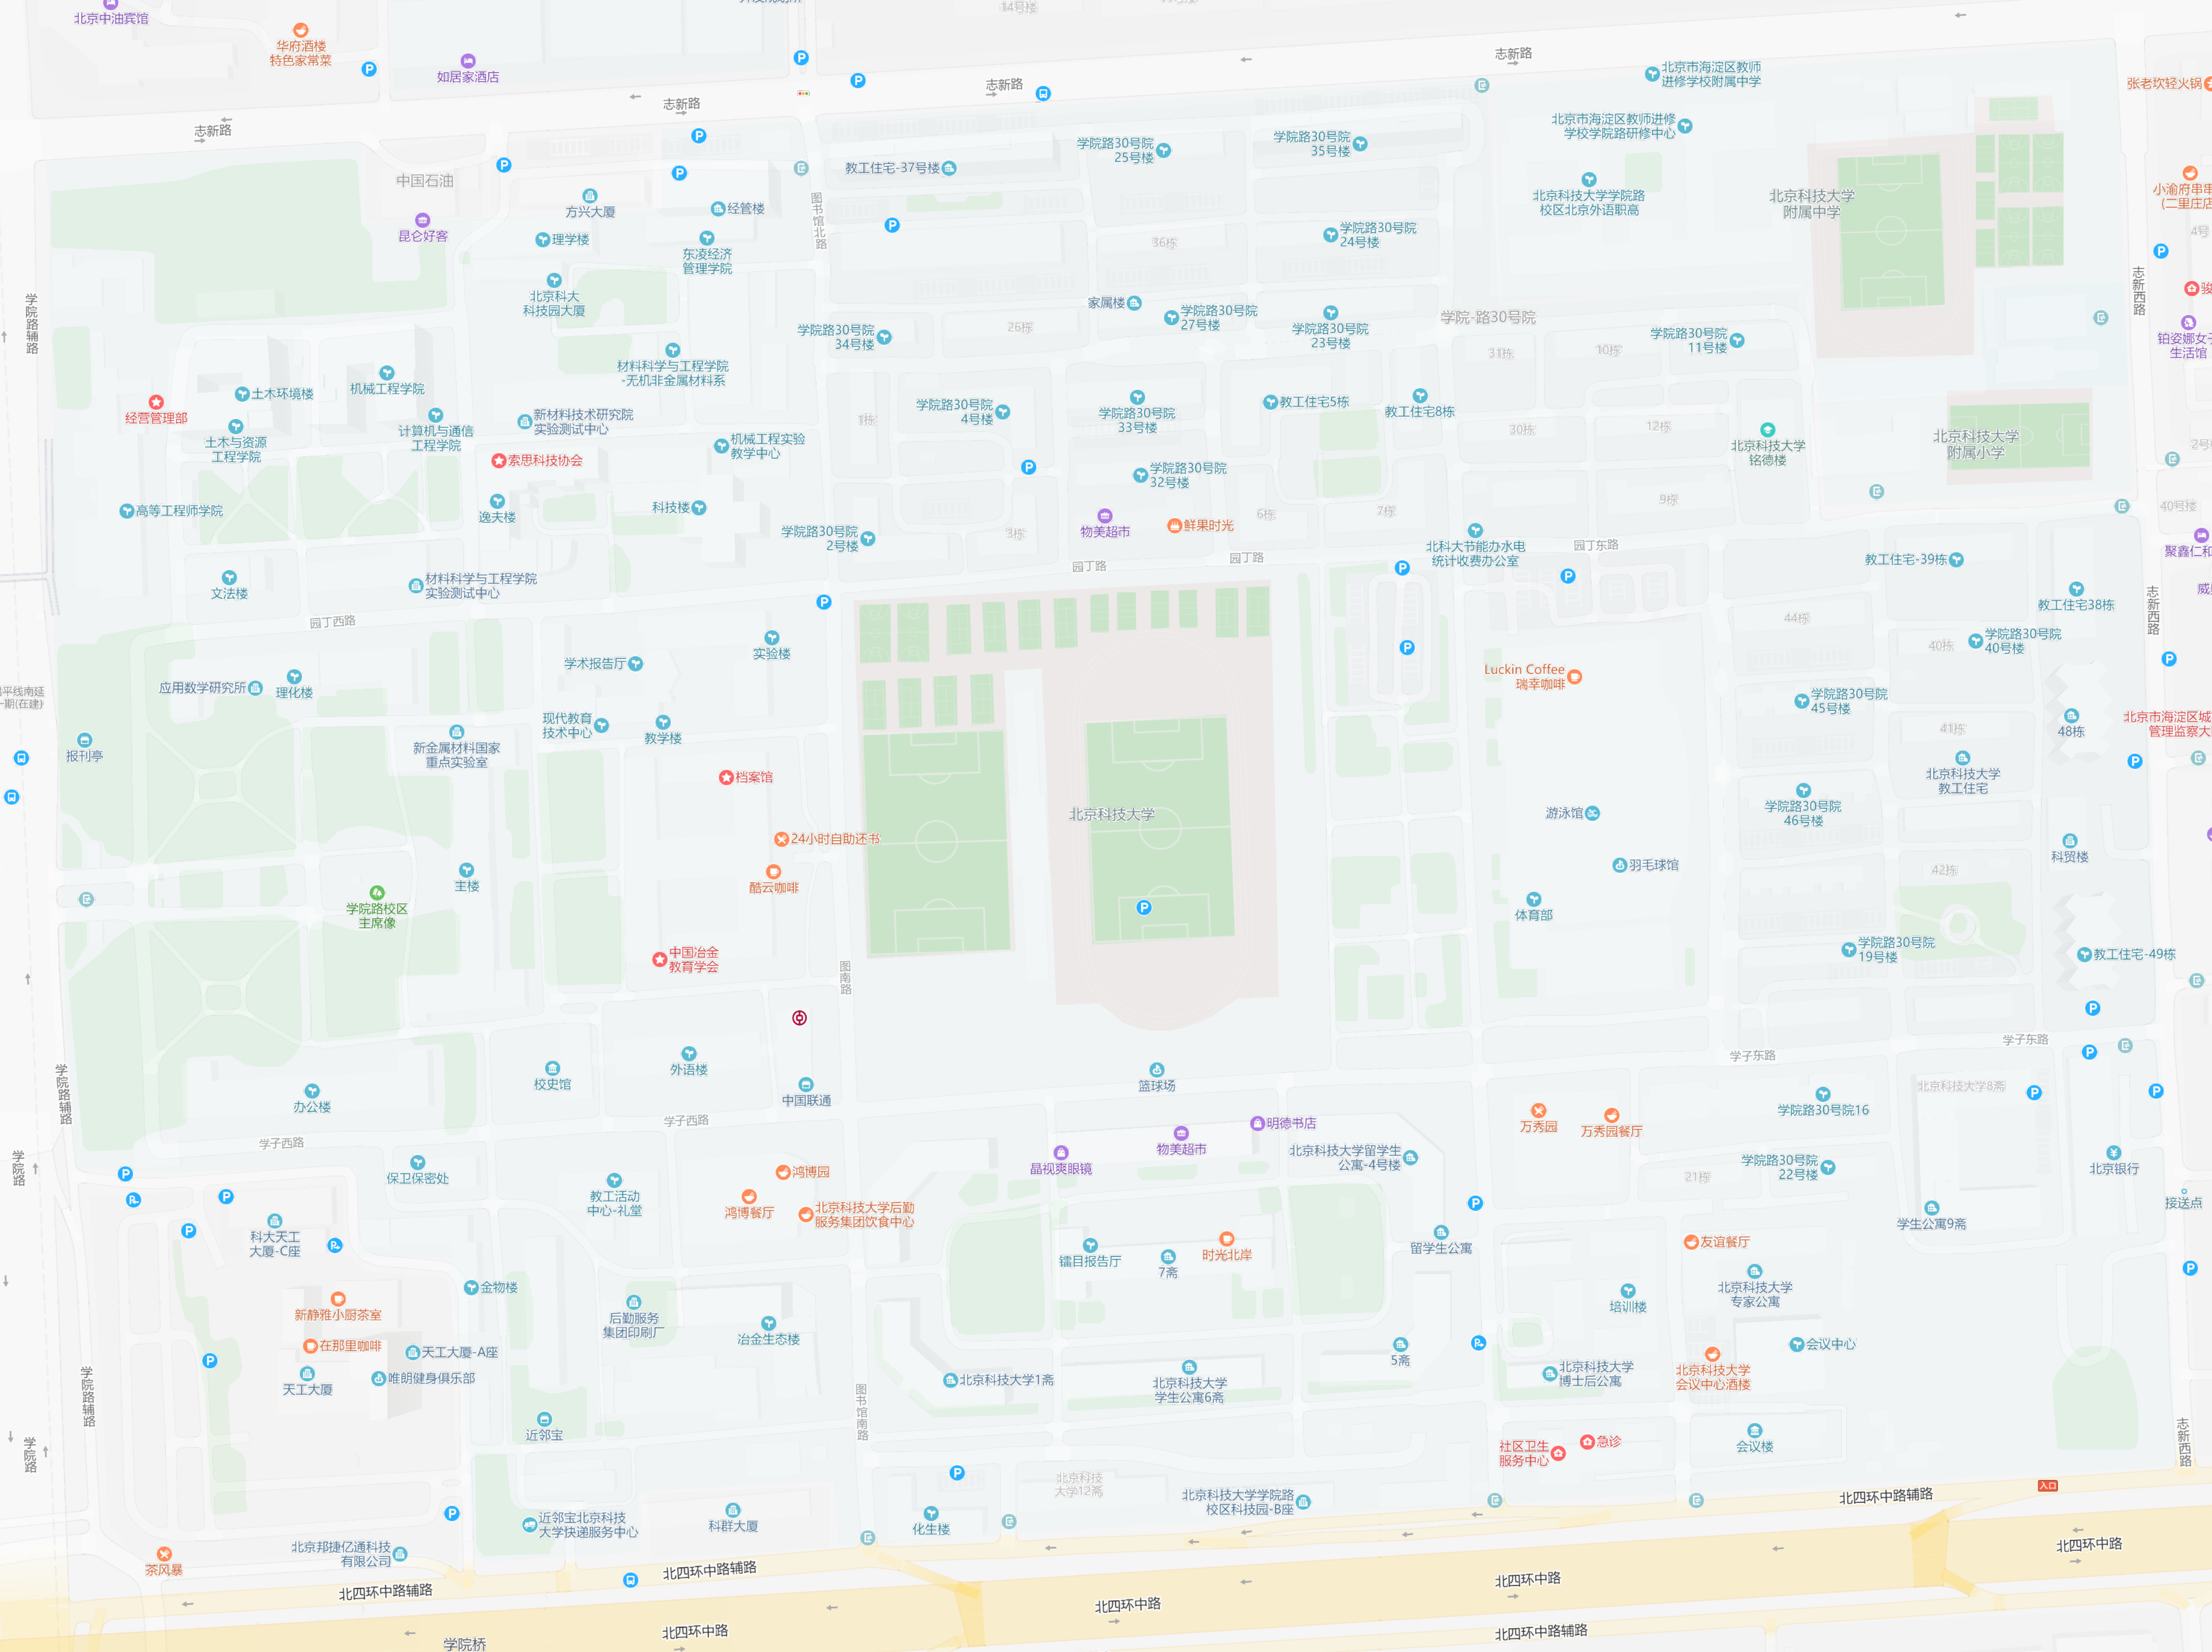 北京中油宾馆
华府酒楼
特色家常菜
如居家酒店
14号楼
志新路
志新路
志新路
志新路
北京市海淀区教师
进修学校附属中学
张老坎轻火锅
北京市海淀区教师进修
学校学院路研修中心
教工住宅-37号楼
学院路30号院
25号楼
学院路30号院
35号楼
中国石油
昆仑好客
方兴大厦
经管楼
理学楼
东凌经济
管理学院
图书馆北路
36栋
学院路30号院
24号楼
北京科技大学学院路
校区北京外语职高
北京科技大学
附属中学
小渝府串串
(二里庄店
4号
北京科大
科技园大厦
家属楼
学院路30号院
27号楼
学院路30号院
23号楼
学院-路30号院
志新西路
学院路辅路
学院路30号院
34号楼
26栋
31栋
10栋
学院路30号院
11号楼
铂姿娜女子
生活馆
材料科学与工程学院
-无机非金属材料系
机械工程学院
土木环境楼
经营管理部
土木与资源
工程学院
计算机与通信
工程学院
新材料技术研究院
实验测试中心
索思科技协会
机械工程实验
教学中心
1栋
学院路30号院
4号楼
学院路30号院
33号楼
教工住宅5栋
教工住宅8栋
30栋
12栋
北京科技大学
铭德楼
北京科技大学
附属小学
2号
高等工程师学院
逸夫楼
科技楼
学院路30号院
2号楼
3栋
学院路30号院
32号楼
物美超市
鲜果时光
6栋
7栋
9栋
40号楼
聚鑫仁和
北科大节能办水电
统计收费办公室
园丁东路
园丁路
园丁路
教工住宅-39栋
文法楼
材料科学与工程学院
实验测试中心
园丁西路
教工住宅38栋
志新西路
44栋
40栋
学院路30号院
40号楼
学术报告厅
实验楼
应用数学研究所
理化楼
Luckin Coffee
瑞幸咖啡
学院路30号院
45号楼
昌平线南延
一期(在建)
报刊亭
新金属材料国家
重点实验室
现代教育
技术中心
教学楼
41栋
48栋
北京市海淀区城
管理监察大
档案馆
北京科技大学
教工住宅
学院路30号院
46号楼
北京科技大学
游泳馆
24小时自助还书
酷云咖啡
主楼
羽毛球馆
42栋
科贸楼
学院路校区
主席像
体育部
中国冶金
教育学会
图南路
学院路30号院
19号楼
教工住宅-49栋
学子东路
学子东路
外语楼
校史馆
中国联通
篮球场
办公楼
学院路辅路
学子西路
学子西路
北京科技大学8斋
学院路30号院16
万秀园
万秀园餐厅
明德书店
物美超市
晶视爽眼镜
北京科技大学留学生
公寓-4号楼
学院路30号院
22号楼
21栋
北京银行
接送点
学院路
保卫保密处
教工活动
中心-礼堂
鸿博园
鸿博餐厅
北京科技大学后勤
服务集团饮食中心
学生公寓9斋
科大天工
大厦-C座
镭目报告厅
7斋
时光北岸
留学生公寓
友谊餐厅
北京科技大学
专家公寓
金物楼
新静雅小厨茶室
后勤服务
集团印刷厂
冶金生态楼
培训楼
在那里咖啡
天工大厦-A座
天工大厦
唯朗健身俱乐部
北京科技大学1斋
北京科技大学
学生公寓6斋
5斋
北京科技大学
博士后公寓
北京科技大学
会议中心酒楼
会议中心
学院路辅路
学院路
图书馆南路
近邻宝
会议楼
志新西路
社区卫生
服务中心
急诊
北京科技
大学12斋
北京科技大学学院路
校区科技园-B座
入口
北四环中路辅路
近邻宝北京科技
大学快递服务中心
科群大厦
化生楼
茶风暴
北京邦捷亿通科技
有限公司
北四环中路辅路
北四环中路辅路
北四环中路
北四环中路
北四环中路
北四环中路
北四环中路辅路
学院桥